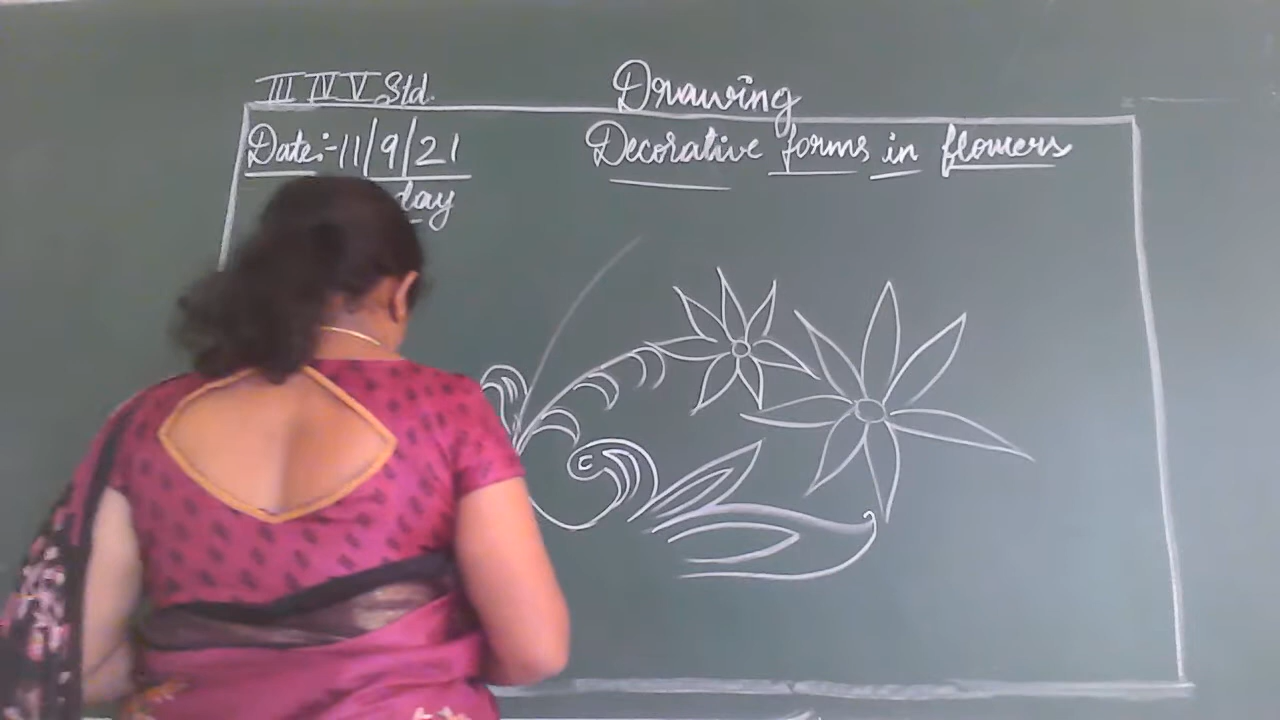 III IV V Std.
Drawing
Date:-11/9/21
Decorative forms in flowers
day